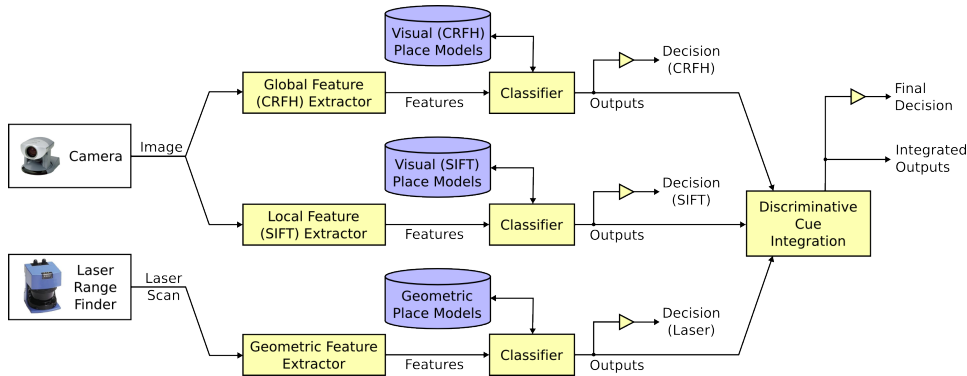 Visual (CRFH)
Place Models
Decision
(CRFH)
Global Feature
(CRFH) Extractor
Features
Classifier
Outputs
Final
Decision
Camera
Image
Visual (SIFT)
Place Models
Decision
(SIFT)
Integrated
Outputs
Local Feature
(SIFT) Extractor
Features
Classifier
Outputs
Discriminative
Cue
Integration
Laser
Range
Finder
Laser
Scan
Geometric
Place Models
Decision
(Laser)
Geometric Feature
Extractor
Features
Classifier
Outputs